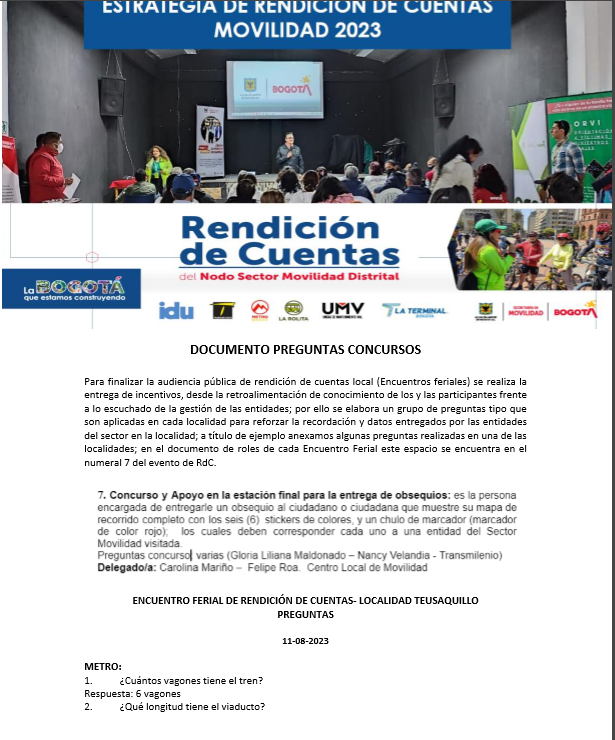 ESTRATEGIA DE RENDICIÓN DE CUENTAS
MOVILIDAD 2023
BOGOTÁ
ORVI
Rendición
de Cuentas
del Nodo Sector Movilidad Distrital
La BOGOTÁ
que estamos construyendo
idu
METRO
LA ROLITA
UMV
LA TERMINAL
MOVILIDAD
BOGOTÁ
DOCUMENTO PREGUNTAS CONCURSOS
Para finalizar la audiencia pública de rendición de cuentas local (Encuentros feriales) se realiza la
entrega de incentivos, desde la retroalimentación de conocimiento de los y las participantes frente
a lo escuchado de la gestión de las entidades; por ello se elabora un grupo de preguntas tipo que
son aplicadas en cada localidad para reforzar la recordación y datos entregados por las entidades
del sector en la localidad; a título de ejemplo anexamos algunas preguntas realizadas en una de las
localidades; en el documento de roles de cada Encuentro Ferial este espacio se encuentra en el
numeral 7 del evento de RdC.
7. Concurso y Apoyo en la estación final para la entrega de obsequios: es la persona
encargada de entregarle un obsequio al ciudadano o ciudadana que muestre su mapa de
recorrido completo con los seis (6) stickers de colores, y un chulo de marcador (marcador
de color rojo); los cuales deben corresponder cada uno a una entidad del Sector
Movilidad visitada.
Preguntas concurso varias (Gloria Liliana Maldonado – Nancy Velandia - Transmilenio)
Delegado/a: Carolina Mariño – Felipe Roa. Centro Local de Movilidad
ENCUENTRO FERIAL DE RENDICIÓN DE CUENTAS- LOCALIDAD TEUSAQUILLO
PREGUNTAS
11-08-2023
METRO:
1. ¿Cuántos vagones tiene el tren?
Respuesta: 6 vagones
2. ¿Qué longitud tiene el viaducto?